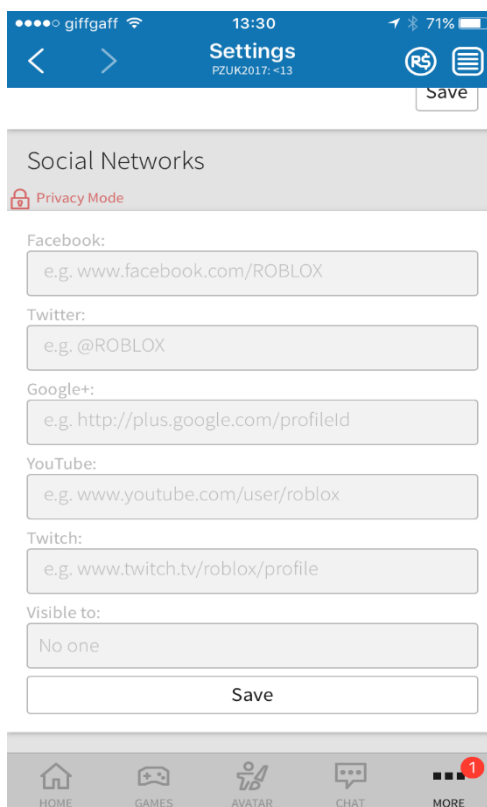 giffgaff 13:30 71%
Settings
PZUK2017: <13
R$
Save
Social Networks
Privacy Mode
Facebook:
e.g. www.facebook.com/ROBLOX
Twitter:
e.g. @ROBLOX
Google+:
e.g. http://plus.google.com/profileId
YouTube:
e.g. www.youtube.com/user/roblox
Twitch:
e.g. www.twitch.tv/roblox/profile
Visible to:
No one
Save
1
HOME GAMES AVATAR CHAT MORE